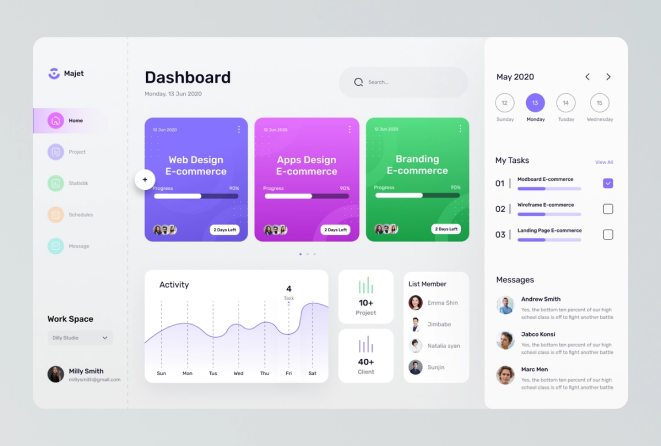 Majet
Home
Project
Statistik
Schedules
Message
Work Space
Dilly Studio
Milly Smith
millysmith@gmail.com
Dashboard
Monday, 13 Jun 2020
Search...
12 Jun 2020
Web Design
E-commerce
Progress
90%
2 Days Left
12 Jun 2020
Apps Design
E-commerce
Progress
90%
2 Days Left
12 Jun 2020
Branding
E-commerce
Progress
90%
2 Days Left
Activity
4
Task
Sun Mon Tus Wed Thu Fri Sat
10+
Project
40+
Client
List Member
Emma Shin
Jimbabe
Natalia syan
Sunjin
May 2020
12 13 14 15
Sunday Monday Tusday Wednesday
My Tasks
View All
01 Modboard E-commerce
02 Wireframe E-commerce
03 Landing Page E-commerce
Messages
Andrew Smith
Yes, the bottom ten percent of our high
school class is off to fight another battle
Jabco Konsi
Yes, the bottom ten percent of our high
school class is off to fight another battle
Marc Men
Yes, the bottom ten percent of our high
school class is off to fight another battle